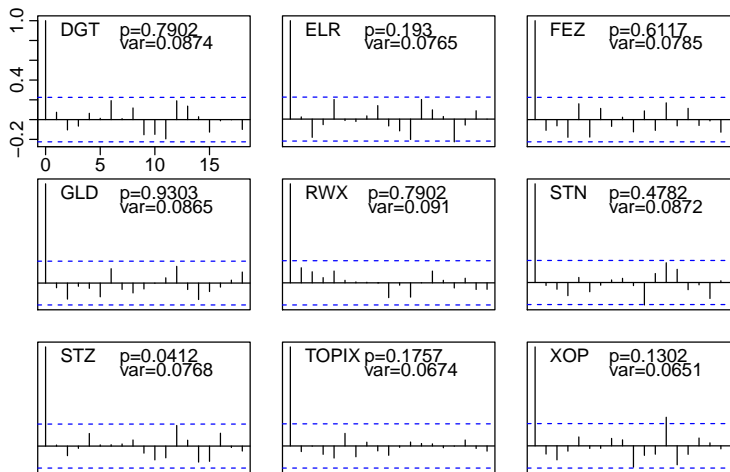 DGT p=0.7902
var=0.0874
ELR p=0.193
var=0.0765
FEZ p=0.6117
var=0.0785
1.0
0.4
−0.2
0 5 10 15
GLD p=0.9303
var=0.0865
RWX p=0.7902
var=0.091
STN p=0.4782
var=0.0872
STZ p=0.0412
var=0.0768
TOPIX p=0.1757
var=0.0674
XOP p=0.1302
var=0.0651